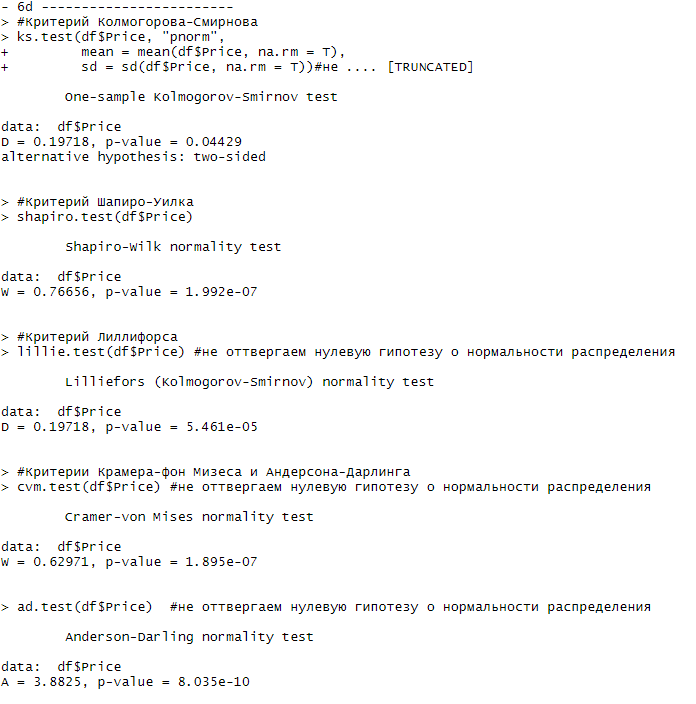 - 6d ------------------------
> #Критерий Колмогорова-Смирнова
> ks.test(df$Price, "pnorm",
+         mean = mean(df$Price, na.rm = T),
+         sd = sd(df$Price, na.rm = T))#не .... [TRUNCATED]
        One-sample Kolmogorov-Smirnov test
data:  df$Price
D = 0.19718, p-value = 0.04429
alternative hypothesis: two-sided
> #Критерий Шапиро-Уилка
> shapiro.test(df$Price)
        Shapiro-Wilk normality test
data:  df$Price
W = 0.76656, p-value = 1.992e-07
> #Критерий Лиллифорса
> lillie.test(df$Price) #не оттвергаем нулевую гипотезу о нормальности распределения
        Lilliefors (Kolmogorov-Smirnov) normality test
data:  df$Price
D = 0.19718, p-value = 5.461e-05
> #Критерии Крамера-фон Мизеса и Андерсона-Дарлинга
> cvm.test(df$Price) #не оттвергаем нулевую гипотезу о нормальности распределения
        Cramer-von Mises normality test
data:  df$Price
W = 0.62971, p-value = 1.895e-07
> ad.test(df$Price)  #не оттвергаем нулевую гипотезу о нормальности распределения
        Anderson-Darling normality test
data:  df$Price
A = 3.8825, p-value = 8.035e-10